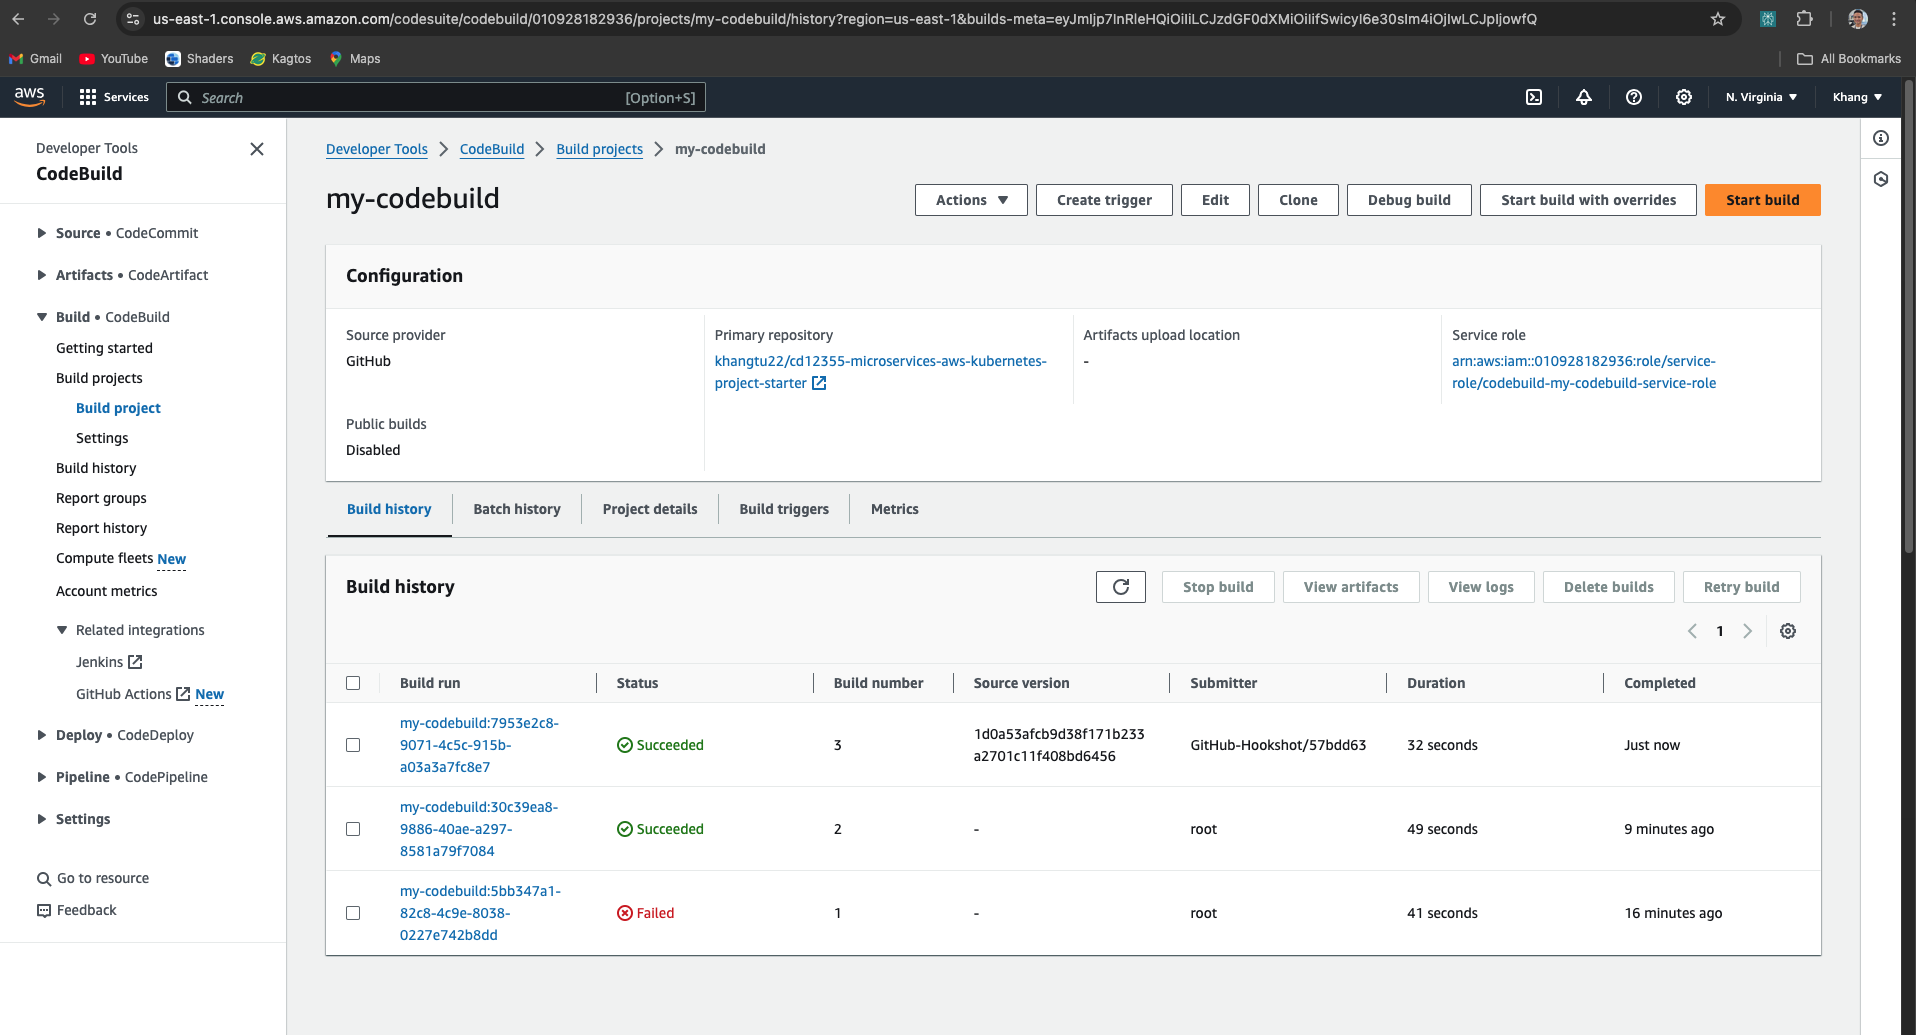 us-east-1.console.aws.amazon.com/codesuite/codebuild/010928182936/projects/my-codebuild/history?region=us-east-1&builds-meta=eyJmIjp7InRleHQiOiIiLCJzdGF0dXMiOiIifSwicyI6e30sIm4iOjIwLCJpIjowfQ
Gmail
YouTube
Shaders
Kagtos
Maps
All Bookmarks
aws
Services
Search
[Option+S]
N. Virginia
Khang
Developer Tools
CodeBuild
Source • CodeCommit
Artifacts • CodeArtifact
Build • CodeBuild
Getting started
Build projects
Build project
Settings
Build history
Report groups
Report history
Compute fleets New
Account metrics
Related integrations
Jenkins
GitHub Actions New
Deploy • CodeDeploy
Pipeline • CodePipeline
Settings
Go to resource
Feedback
Developer Tools
CodeBuild
Build projects
my-codebuild
my-codebuild
Actions
Create trigger
Edit
Clone
Debug build
Start build with overrides
Start build
Configuration
Source provider
GitHub
Primary repository
khangtu22/cd12355-microservices-aws-kubernetes-
project-starter
Artifacts upload location
-
Service role
arn:aws:iam::010928182936:role/service-
role/codebuild-my-codebuild-service-role
Public builds
Disabled
Build history
Batch history
Project details
Build triggers
Metrics
Build history
Stop build
View artifacts
View logs
Delete builds
Retry build
1
Build run
Status
Build number
Source version
Submitter
Duration
Completed
my-codebuild:7953e2c8-
9071-4c5c-915b-
a03a3a7fc8e7
Succeeded
3
1d0a53afcb9d38f171b233
a2701c11f408bd6456
GitHub-Hookshot/57bdd63
32 seconds
Just now
my-codebuild:30c39ea8-
9886-40ae-a297-
8581a79f7084
Succeeded
2
-
root
49 seconds
9 minutes ago
my-codebuild:5bb347a1-
82c8-4c9e-8038-
0227e742b8dd
Failed
1
-
root
41 seconds
16 minutes ago